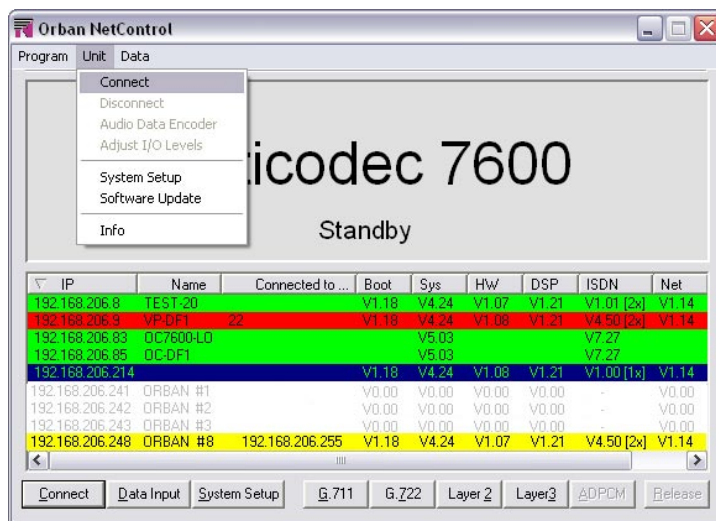 Orban NetControl
Program Unit Data
Connect
Disconnect
Audio Data Encoder
Adjust I/O Levels
System Setup
Software Update
Info
ticodec 7600
Standby
IP Name Connected to ... Boot Sys HW DSP ISDN Net
192.168.206.8 TEST-20 V1.18 V4.24 V1.07 V1.21 V1.01 [2x] V1.14
192.168.206.9 VP-DF1 22 V1.18 V4.24 V1.08 V1.21 V4.50 [2x] V1.14
192.168.206.83 OC7600-LO V5.03 V7.27
192.168.206.85 OC-DF1 V5.03 V7.27
192.168.206.214 V1.18 V4.24 V1.08 V1.21 V1.00 [1x] V1.14
192.168.206.241 ORBAN #1 V0.00 V0.00 V0.00 V0.00 - V0.00
192.168.206.242 ORBAN #2 V0.00 V0.00 V0.00 V0.00 - V0.00
192.168.206.243 ORBAN #3 V0.00 V0.00 V0.00 V0.00 - V0.00
192.168.206.248 ORBAN #8 192.168.206.255 V1.18 V4.24 V1.07 V1.21 V4.50 [2x] V1.14
Connect Data Input System Setup G.711 G.722 Layer 2 Layer3 ADPCM Release